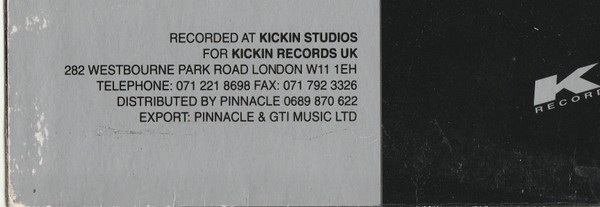 RECORDED AT KICKIN STUDIOS
FOR KICKIN RECORDS UK
282 WESTBOURNE PARK ROAD LONDON W11 1EH
TELEPHONE: 071 221 8698 FAX: 071 792 3326
DISTRIBUTED BY PINNACLE 0689 870 622
EXPORT: PINNACLE & GTI MUSIC LTD
K
RECORD